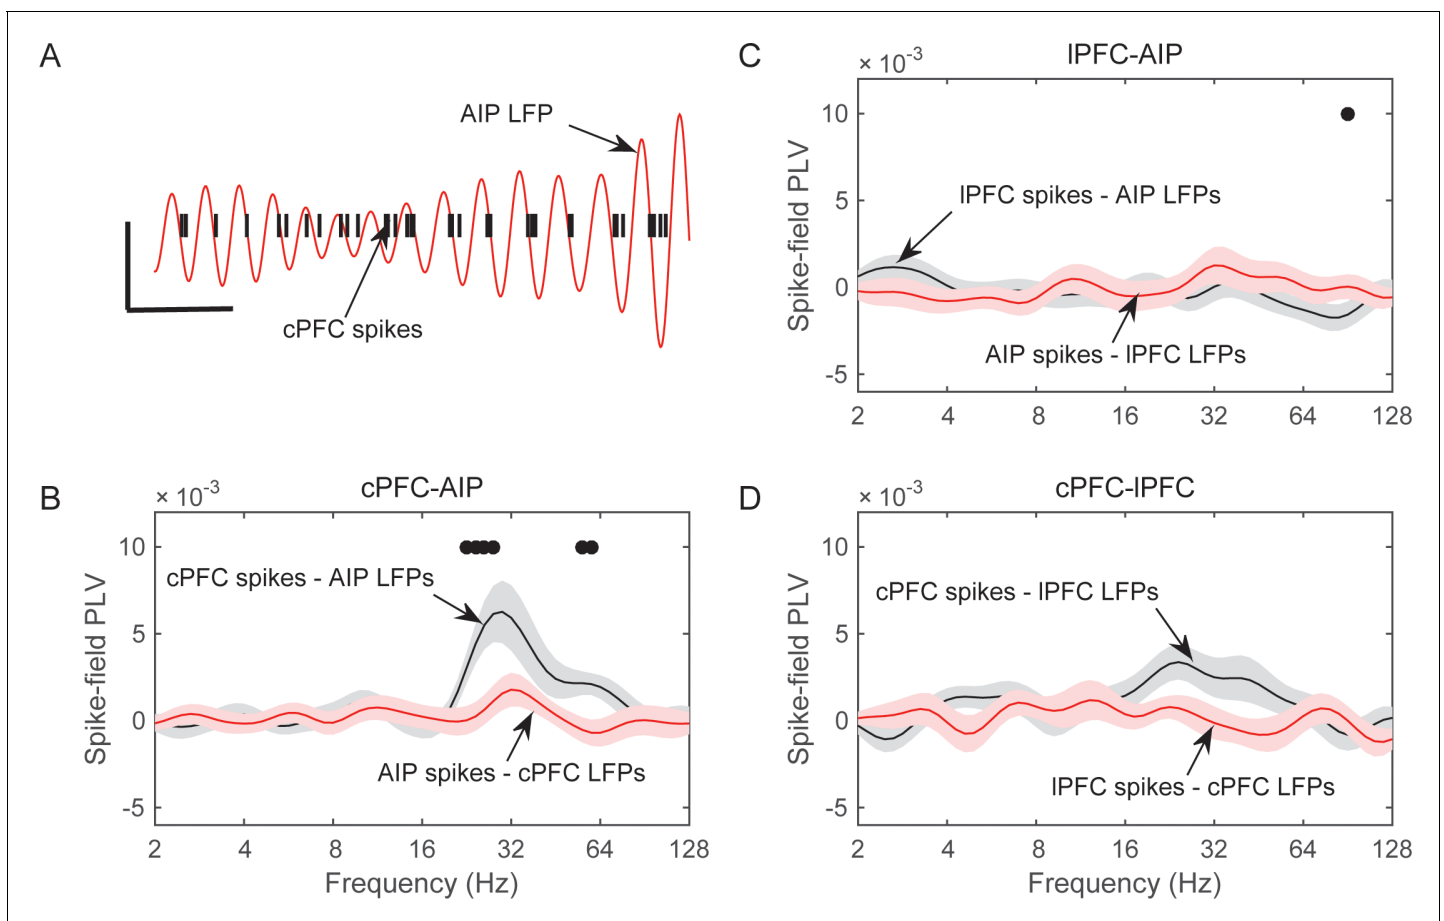 A
AIP LFP
cPFC spikes
B
cPFC-AIP
× 10-3
10
5
0
-5
Spike-field PLV
cPFC spikes - AIP LFPs
AIP spikes - cPFC LFPs
2 4 8 16 32 64 128
Frequency (Hz)
C
lPFC-AIP
× 10-3
10
5
0
-5
Spike-field PLV
lPFC spikes - AIP LFPs
AIP spikes - lPFC LFPs
2 4 8 16 32 64 128
D
cPFC-lPFC
× 10-3
10
5
0
-5
Spike-field PLV
cPFC spikes - lPFC LFPs
lPFC spikes - cPFC LFPs
2 4 8 16 32 64 128
Frequency (Hz)